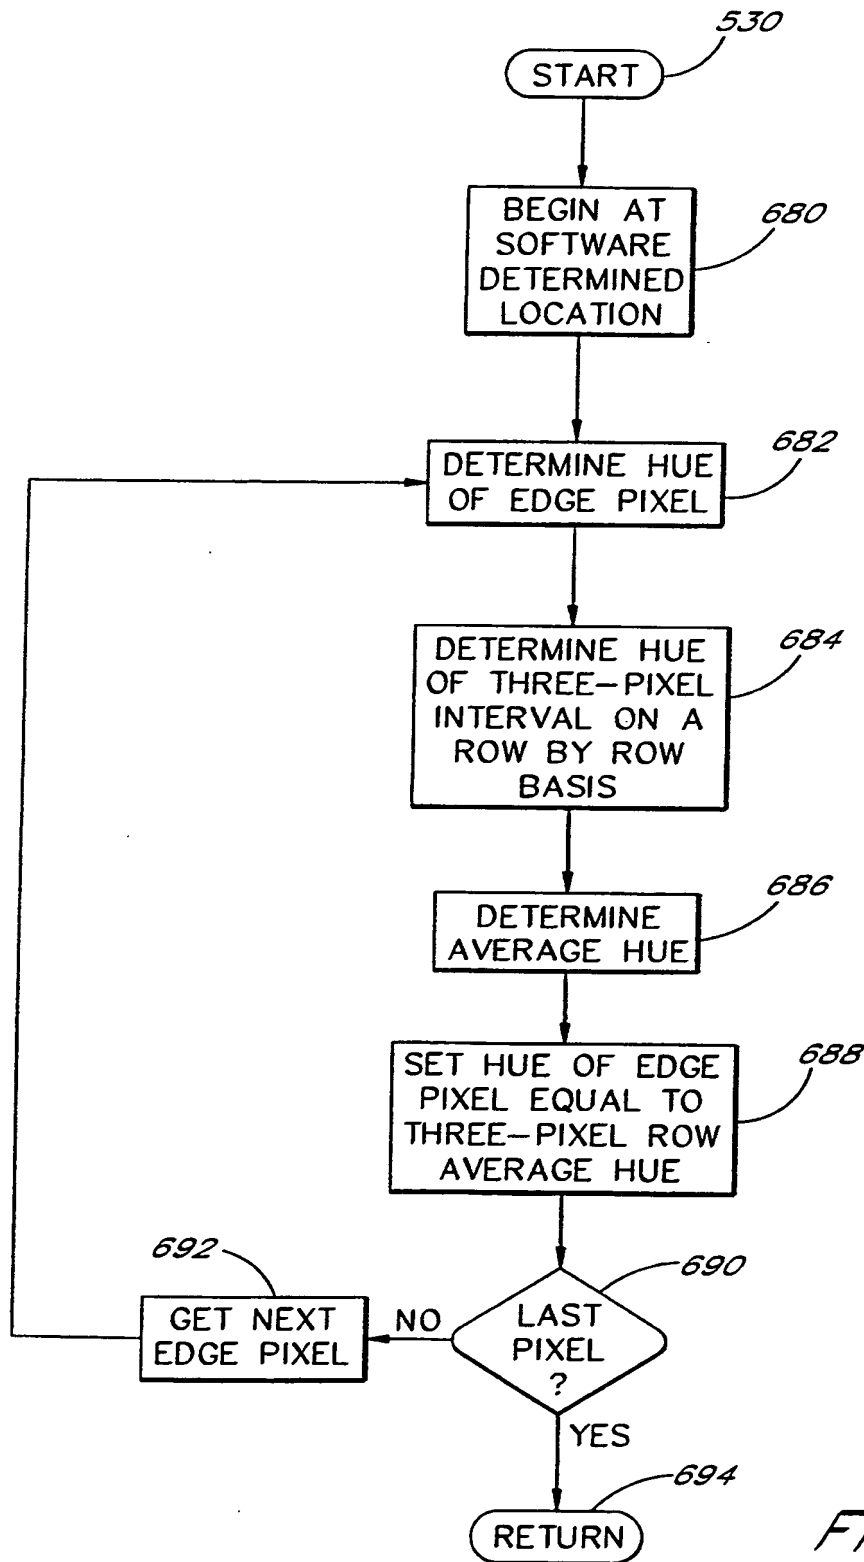 530
START
BEGIN AT
SOFTWARE
DETERMINED
LOCATION
680
DETERMINE HUE
OF EDGE PIXEL
682
DETERMINE HUE
OF THREE-PIXEL
INTERVAL ON A
ROW BY ROW
BASIS
684
DETERMINE
AVERAGE HUE
686
SET HUE OF EDGE
PIXEL EQUAL TO
THREE-PIXEL ROW
AVERAGE HUE
688
LAST
PIXEL
?
690
NO
692
GET NEXT
EDGE PIXEL
YES
694
RETURN